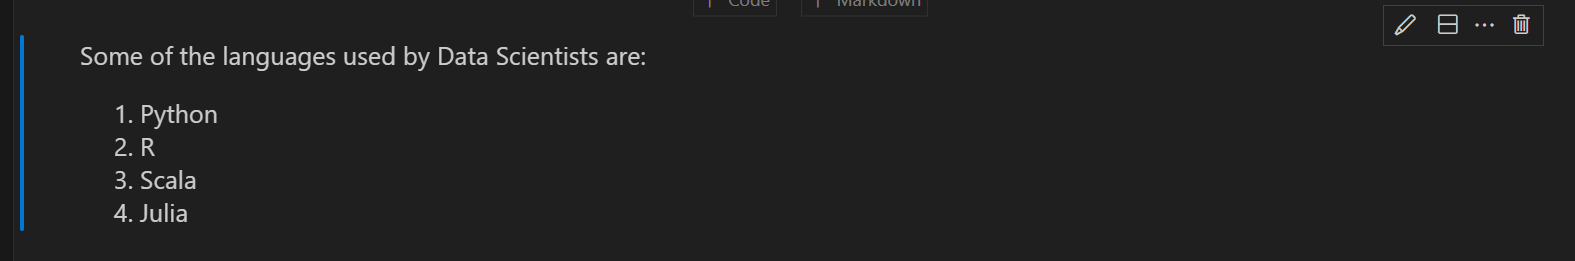 Code Markdown
Some of the languages used by Data Scientists are:
1. Python
2. R
3. Scala
4. Julia